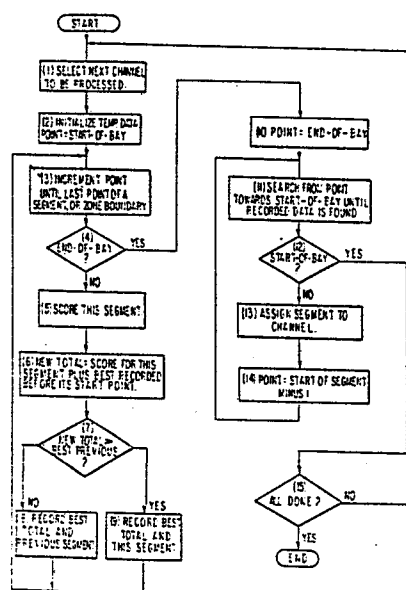 START
(1) SELECT NEXT CHANNEL
TO BE PROCESSED.
(2) INITIALIZE TEMP DATA
POINT=START-OF-BAY
(3) INCREMENT POINT
UNTIL LAST POINT OF A
SEGMENT, OR ZONE BOUNDARY
(4)
END-OF-BAY
?
YES
NO
(5) SCORE THIS SEGMENT
(6) NEW TOTAL= SCORE FOR THIS
SEGMENT PLUS BEST RECORDED
BEFORE ITS START POINT.
(7)
NEW TOTAL
BEST PREVIOUS
?
NO
YES
RECORD BEST
TOTAL AND
PREVIOUS SEGMENT
(9) RECORD BEST
TOTAL AND
THIS SEGMENT
POINT= END-OF-BAY
SEARCH FROM POINT
TOWARDS START-OF-BAY UNTIL
RECORDED DATA IS FOUND
(12)
START-OF-BAY
?
YES
NO
(13) ASSIGN SEGMENT TO
CHANNEL.
(14) POINT= START OF SEGMENT
MINUS 1
(15)
ALL DONE ?
NO
YES
END